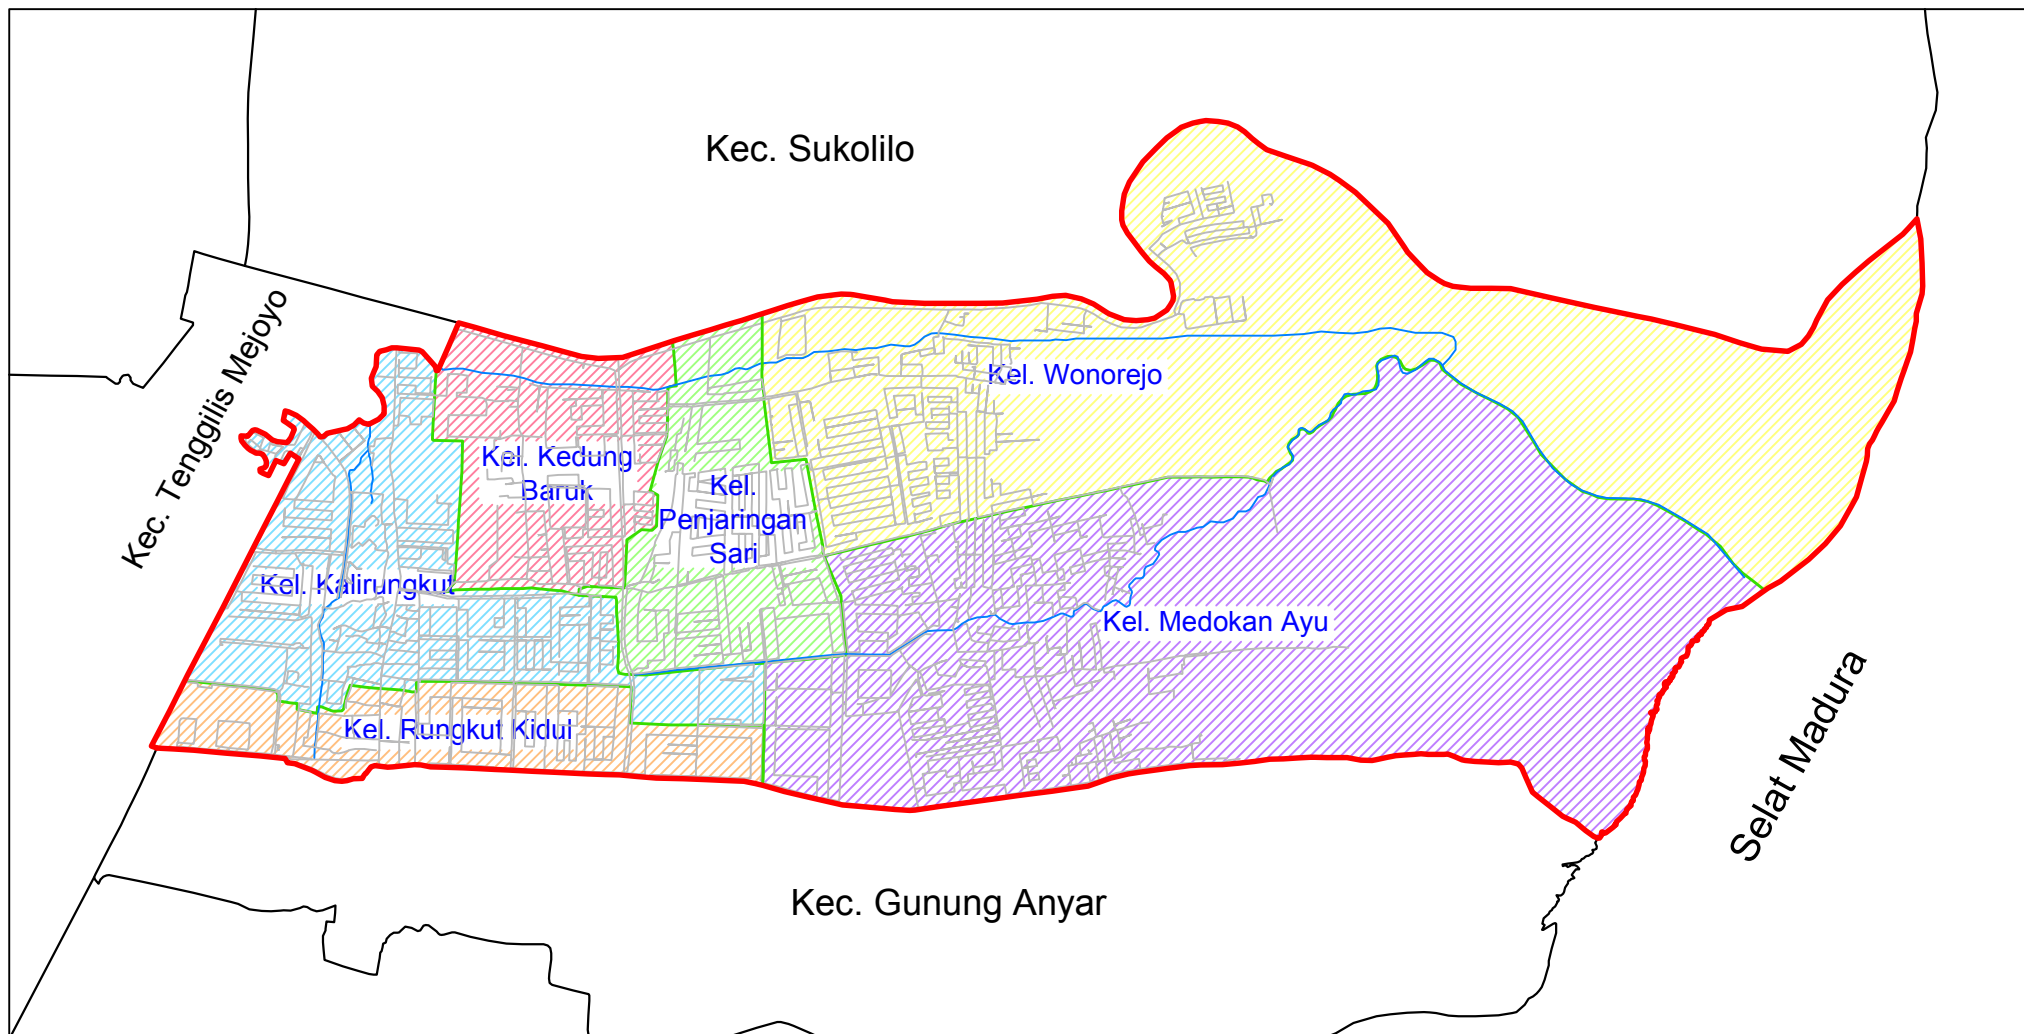 Kec. Sukolilo
Kec. Tenggilis Mejoyo
Kel. Wonorejo
Kel. Kedung
Baruk
Kel.
Penjaringan
Sari
Kel. Kalirungkut
Kel. Medokan Ayu
Kel. Rungkut Kidul
Selat Madura
Kec. Gunung Anyar